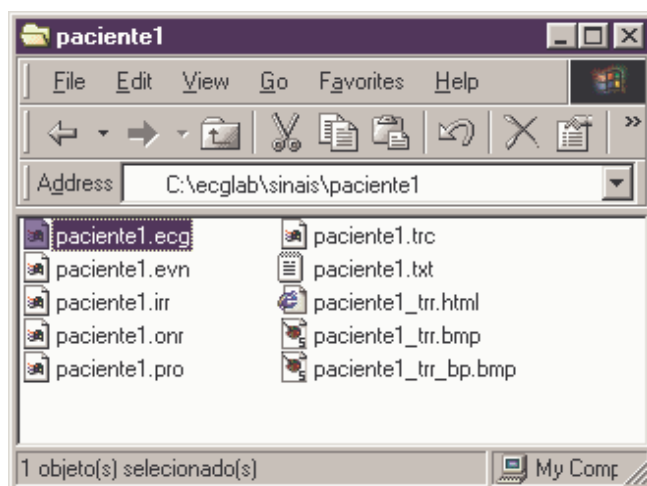 paciente1
File Edit View Go Favorites Help
Address C:\ecglab\sinais\paciente1
paciente1.ecg paciente1.trc
paciente1.evn paciente1.txt
paciente1.irr paciente1_trr.html
paciente1.onr paciente1_trr.bmp
paciente1.pro paciente1_trr_bp.bmp
1 objeto(s) selecionado(s) My Comp